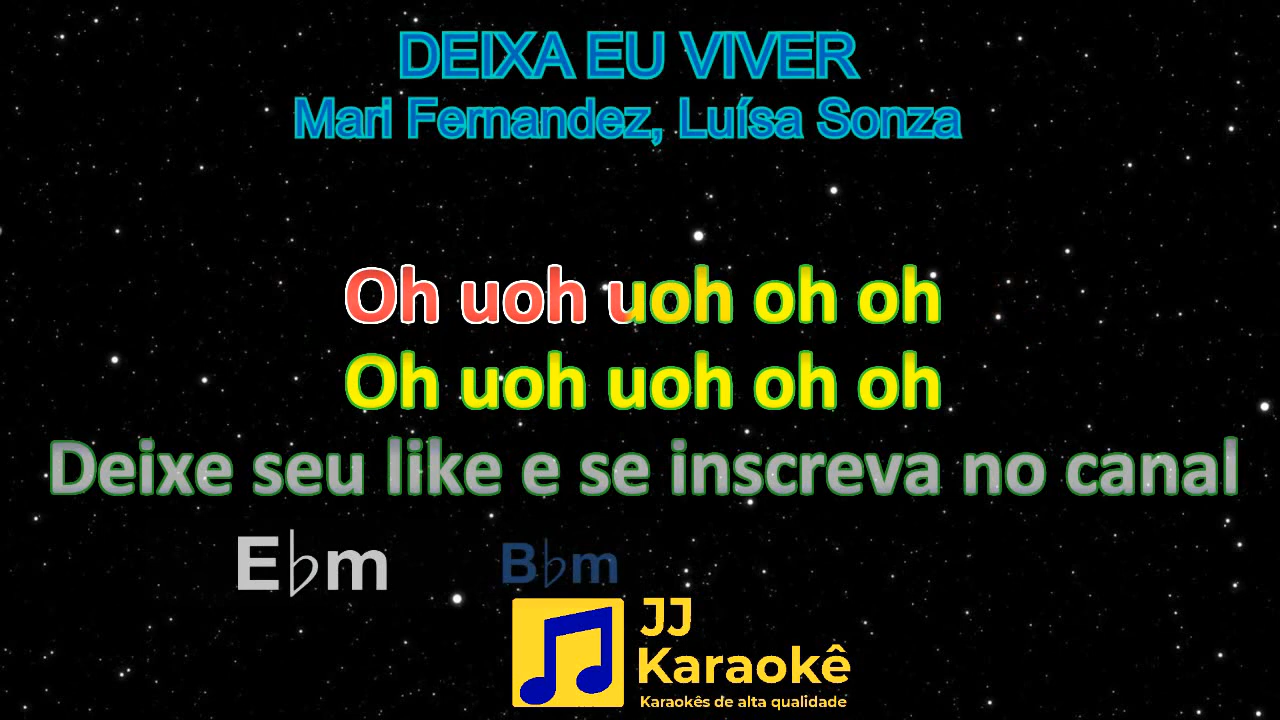 DEIXA EU VIVER
Mari Fernandez, Luísa Sonza
Oh uoh uoh oh oh
Oh uoh uoh oh oh
Deixe seu like e se inscreva no canal
E♭m B♭m
JJ
Karaokê
Karaokês de alta qualidade